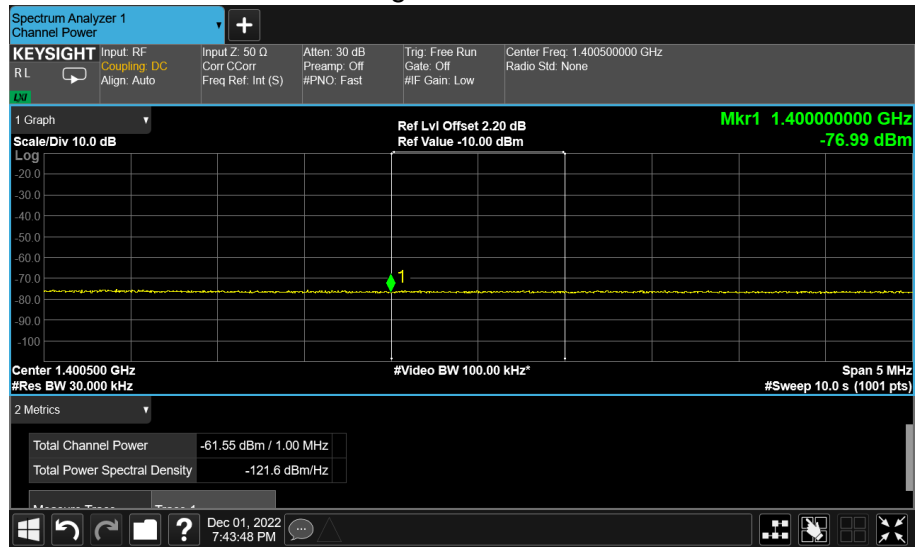 Spectrum Analyzer 1
Channel Power
+
KEYSIGHT
RL
LXI
Input: RF
Coupling: DC
Align: Auto
Input Z: 50 Ω
Corr CCorr
Freq Ref: Int (S)
Atten: 30 dB
Preamp: Off
#PNO: Fast
Trig: Free Run
Gate: Off
#IF Gain: Low
Center Freq: 1.400500000 GHz
Radio Std: None
1 Graph
Scale/Div 10.0 dB
Ref Lvl Offset 2.20 dB
Ref Value -10.00 dBm
Mkr1 1.400000000 GHz
-76.99 dBm
Log
-20.0
-30.0
-40.0
-50.0
-60.0
-70.0
-80.0
-90.0
-100
1
Center 1.400500 GHz
#Video BW 100.00 kHz*
Span 5 MHz
#Res BW 30.000 kHz
#Sweep 10.0 s (1001 pts)
2 Metrics
Total Channel Power -61.55 dBm / 1.00 MHz
Total Power Spectral Density -121.6 dBm/Hz
?
Dec 01, 2022
7:43:48 PM